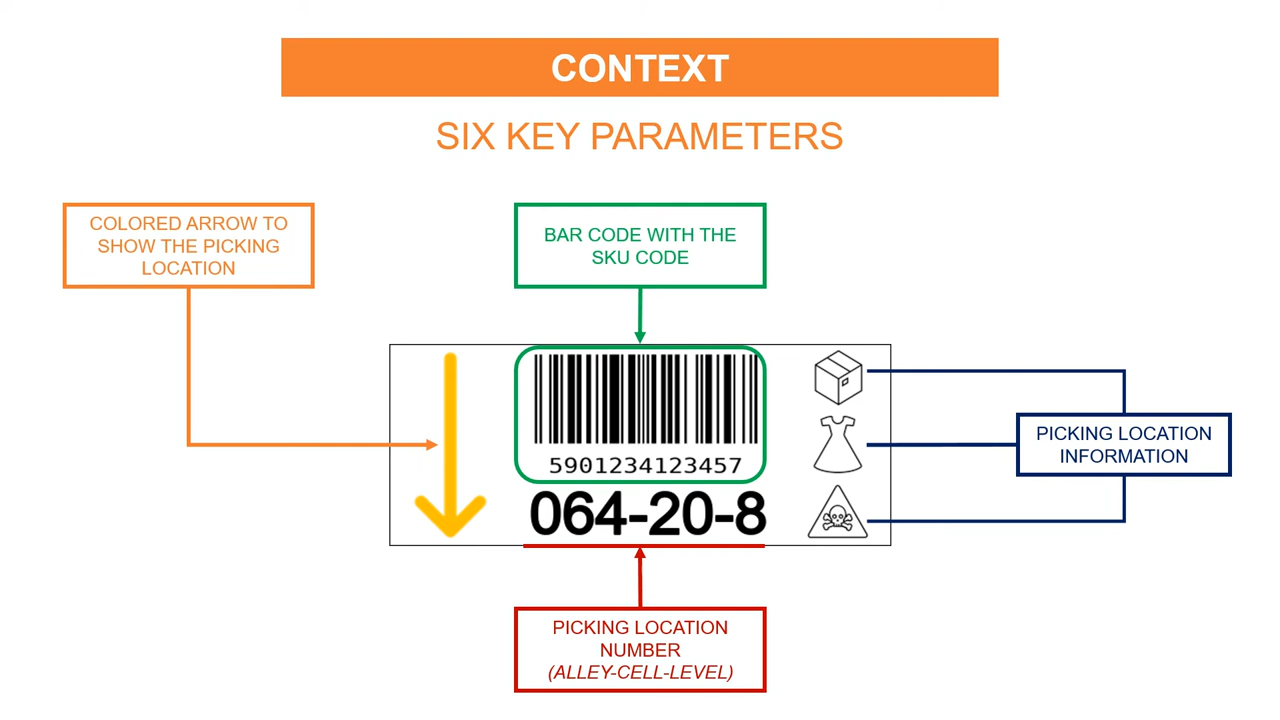 CONTEXT
SIX KEY PARAMETERS
COLORED ARROW TO
SHOW THE PICKING
LOCATION
BAR CODE WITH THE
SKU CODE
5901234123457
064-20-8
PICKING LOCATION
INFORMATION
PICKING LOCATION
NUMBER
(ALLEY-CELL-LEVEL)